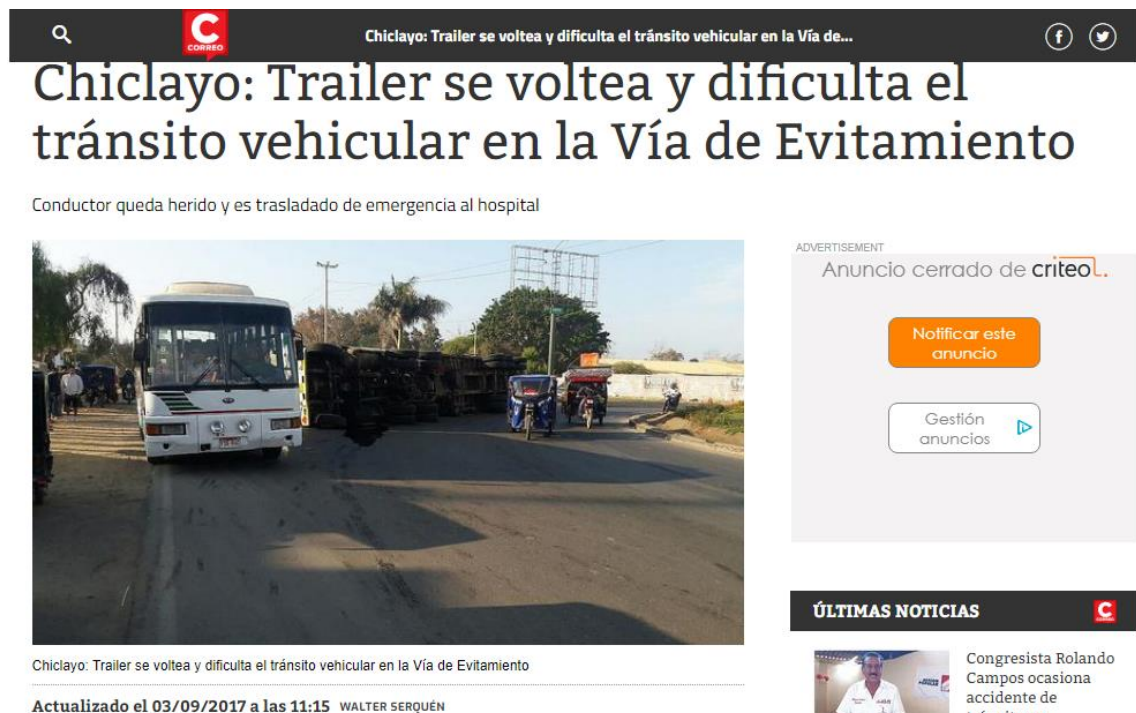 C
CORREO
Chiclayo: Trailer se voltea y dificulta el tránsito vehicular en la Vía de...
Chiclayo: Trailer se voltea y dificulta el
tránsito vehicular en la Vía de Evitamiento
Conductor queda herido y es trasladado de emergencia al hospital
Chiclayo: Trailer se voltea y dificulta el tránsito vehicular en la Vía de Evitamiento
Actualizado el 03/09/2017 a las 11:15 WALTER SERQUÉN
ADVERTISEMENT
Anuncio cerrado de criteo.
Notificar este
anuncio
Gestión
anuncios
ÚLTIMAS NOTICIAS
C
Congresista Rolando
Campos ocasiona
accidente de